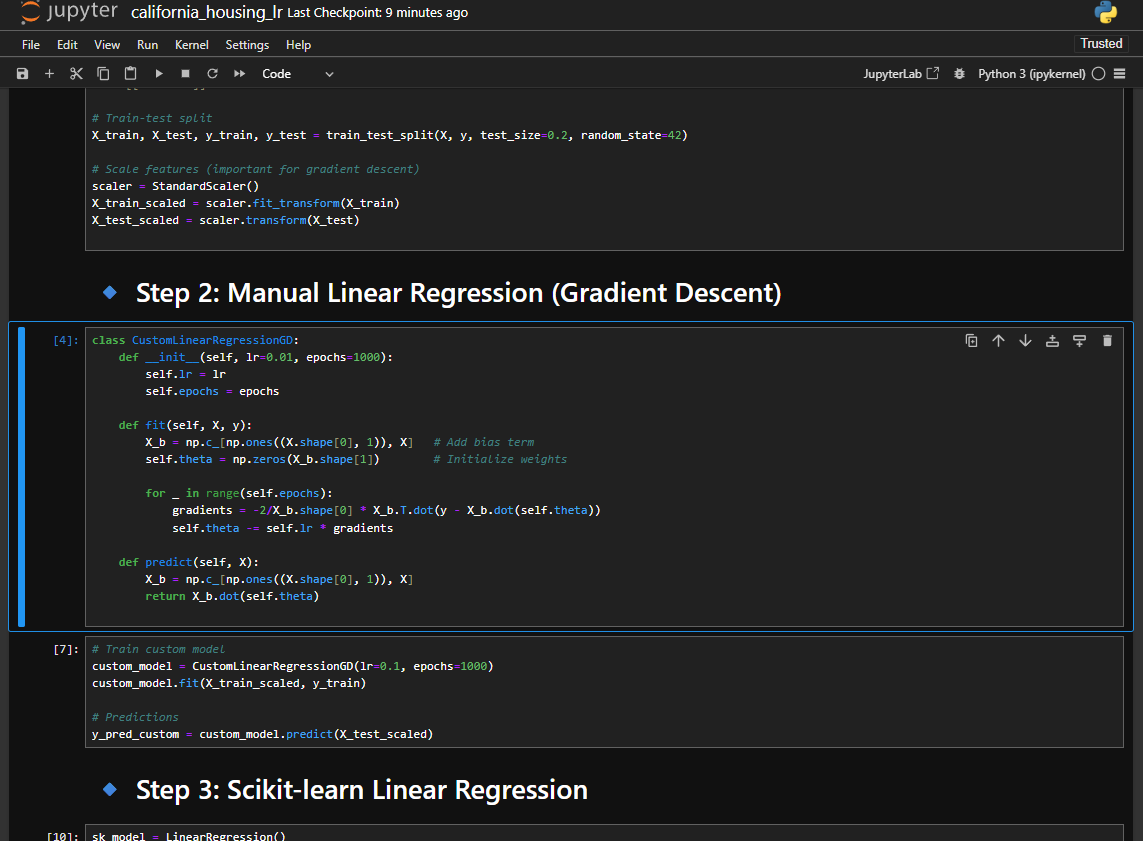 jupyter california_housing_lr Last Checkpoint: 9 minutes ago
File Edit View Run Kernel Settings Help Trusted
Code JupyterLab Python 3 (ipykernel)
# Train-test split
X_train, X_test, y_train, y_test = train_test_split(X, y, test_size=0.2, random_state=42)
# Scale features (important for gradient descent)
scaler = StandardScaler()
X_train_scaled = scaler.fit_transform(X_train)
X_test_scaled = scaler.transform(X_test)
Step 2: Manual Linear Regression (Gradient Descent)
[4]: class CustomLinearRegressionGD:
def __init__(self, lr=0.01, epochs=1000):
self.lr = lr
self.epochs = epochs
def fit(self, X, y):
X_b = np.c_[np.ones((X.shape[0], 1)), X] # Add bias term
self.theta = np.zeros(X_b.shape[1]) # Initialize weights
for _ in range(self.epochs):
gradients = -2/X_b.shape[0] * X_b.T.dot(y - X_b.dot(self.theta))
self.theta -= self.lr * gradients
def predict(self, X):
X_b = np.c_[np.ones((X.shape[0], 1)), X]
return X_b.dot(self.theta)
[7]: # Train custom model
custom_model = CustomLinearRegressionGD(lr=0.1, epochs=1000)
custom_model.fit(X_train_scaled, y_train)
# Predictions
y_pred_custom = custom_model.predict(X_test_scaled)
Step 3: Scikit-learn Linear Regression
[10]: sk_model = LinearRegression()